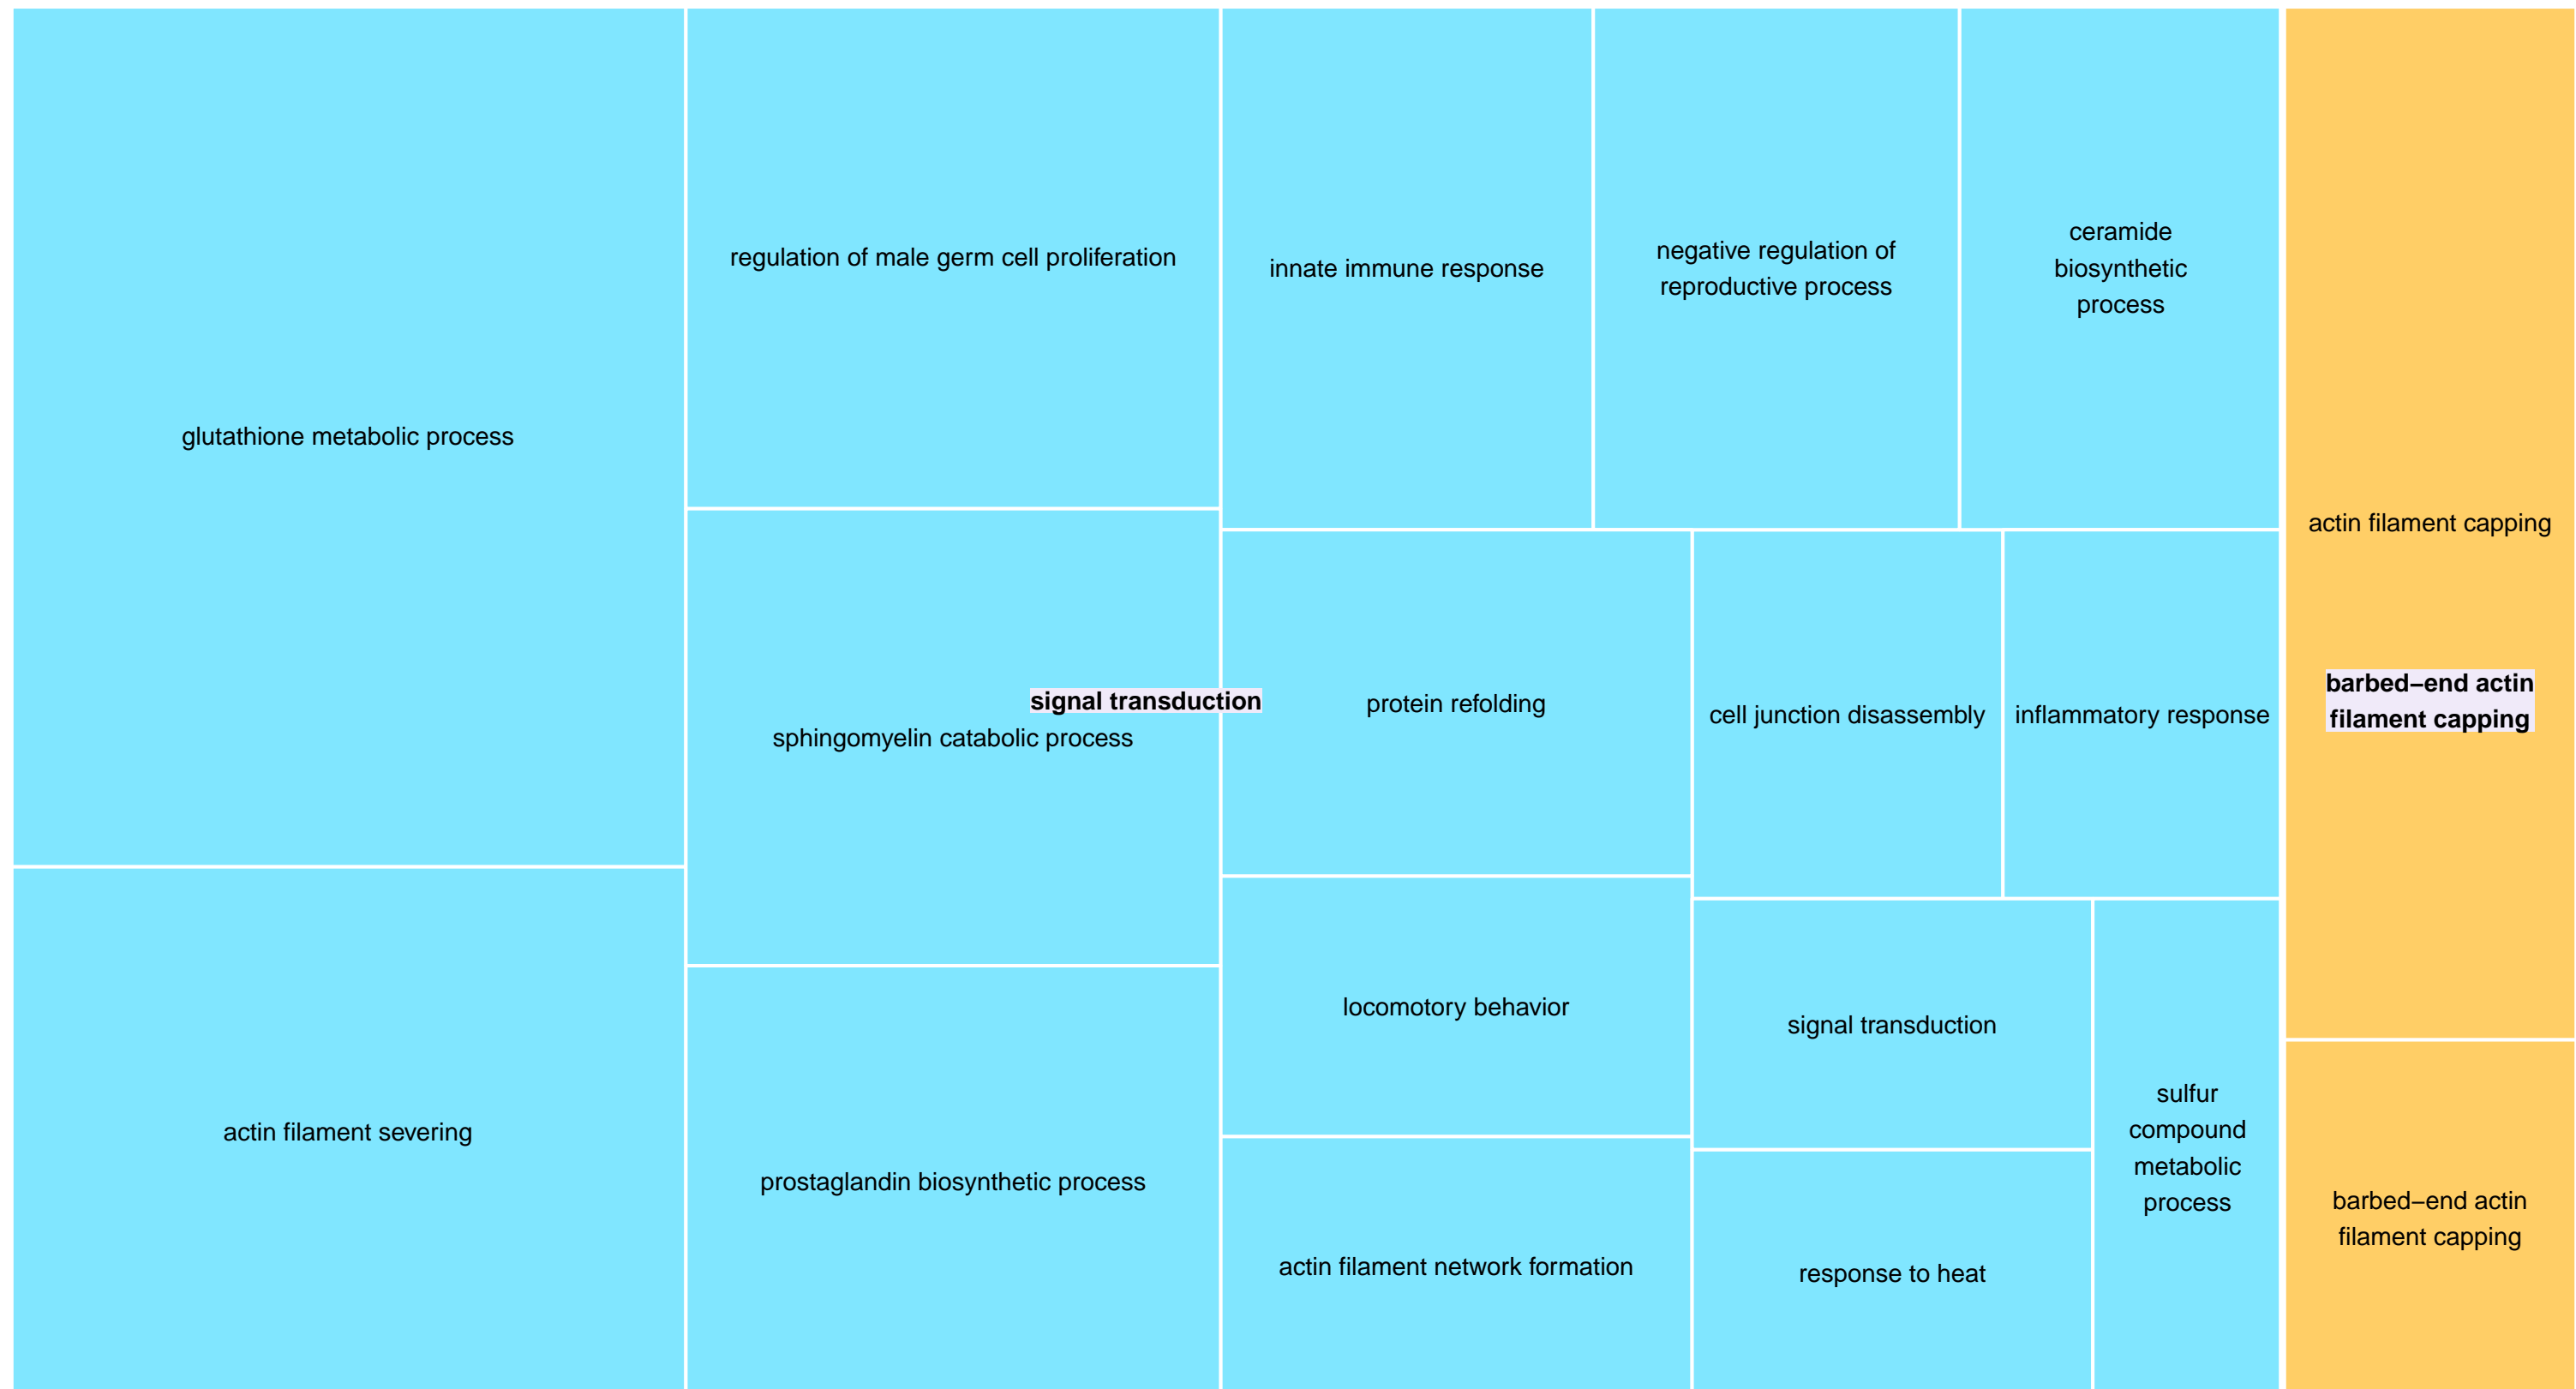 glutathione metabolic process
actin filament severing
regulation of male germ cell proliferation
sphingomyelin catabolic process
prostaglandin biosynthetic process
signal transduction
innate immune response
negative regulation of
reproductive process
ceramide
biosynthetic
process
protein refolding
cell junction disassembly
inflammatory response
locomotory behavior
actin filament network formation
signal transduction
response to heat
sulfur
compound
metabolic
process
actin filament capping
barbed−end actin
filament capping
barbed−end actin
filament capping